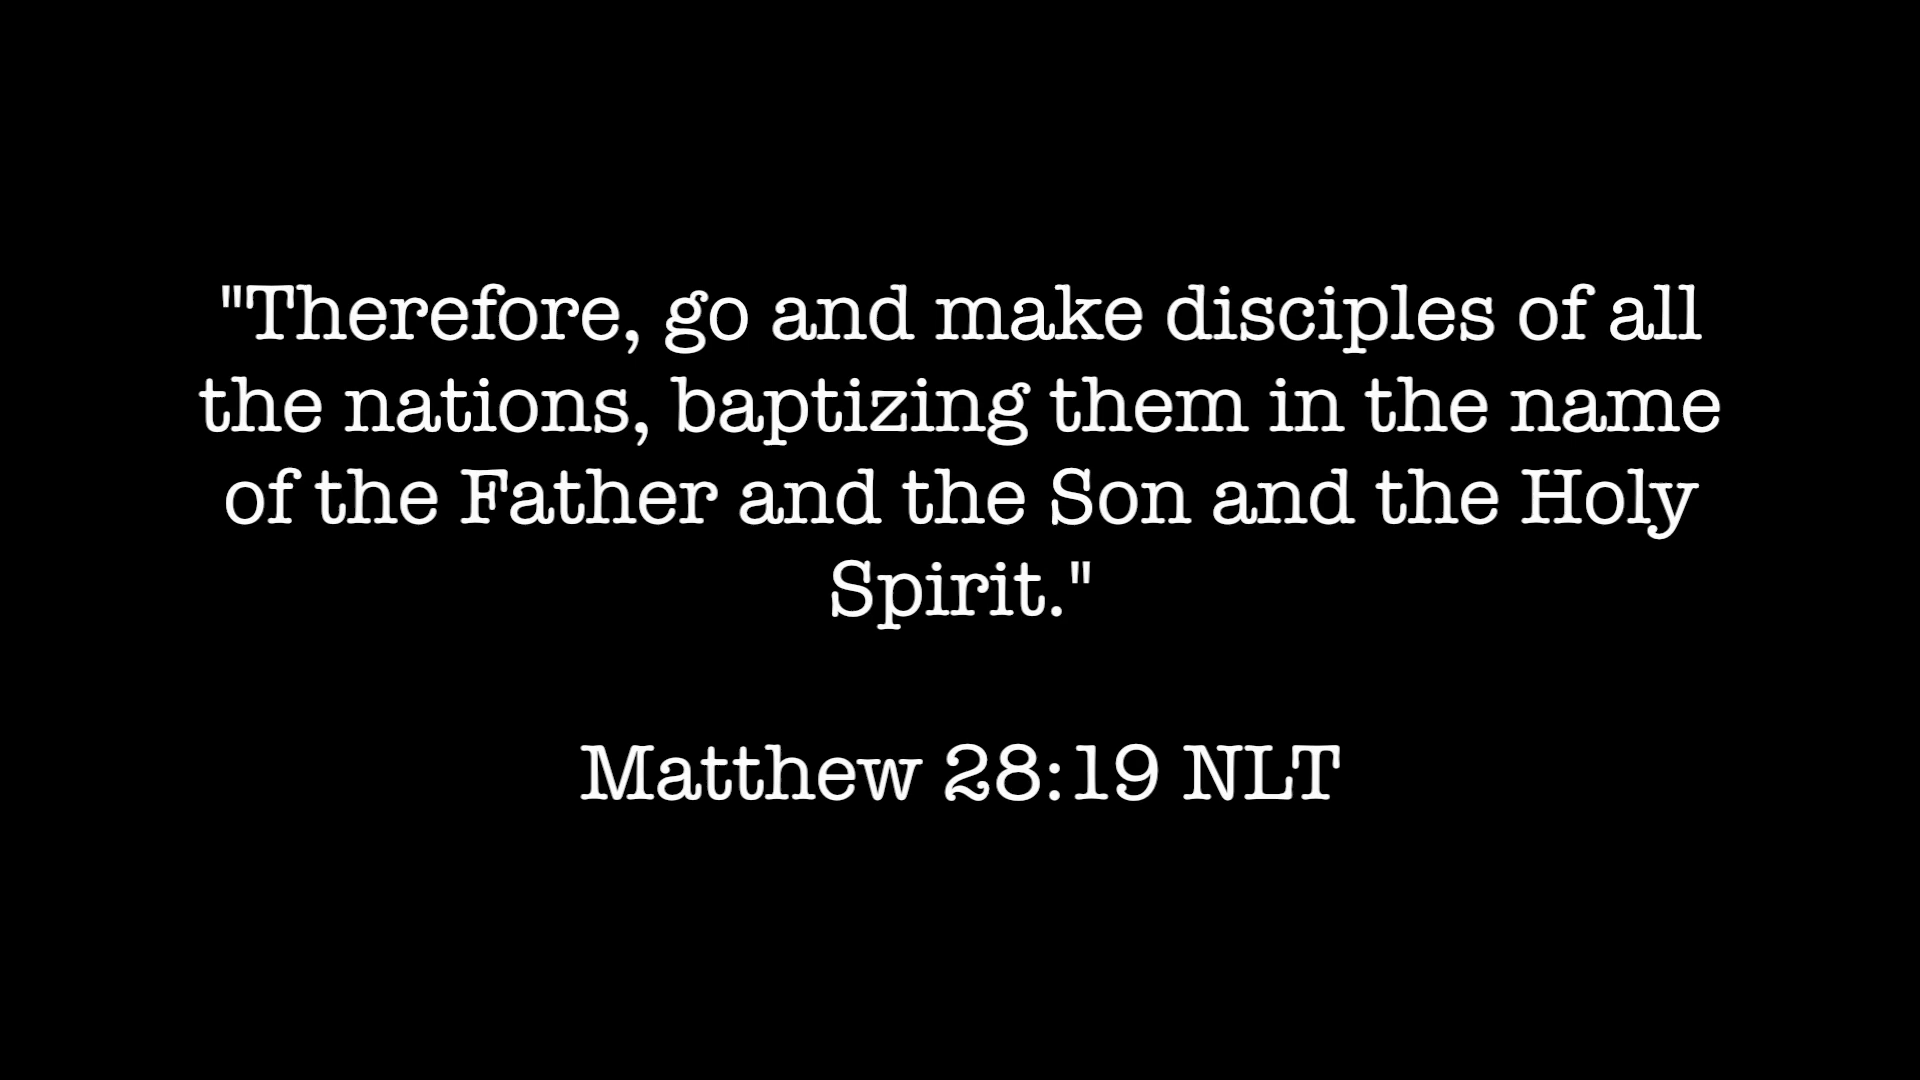 "Therefore, go and make disciples of all
the nations, baptizing them in the name
of the Father and the Son and the Holy
Spirit."
Matthew 28:19 NLT